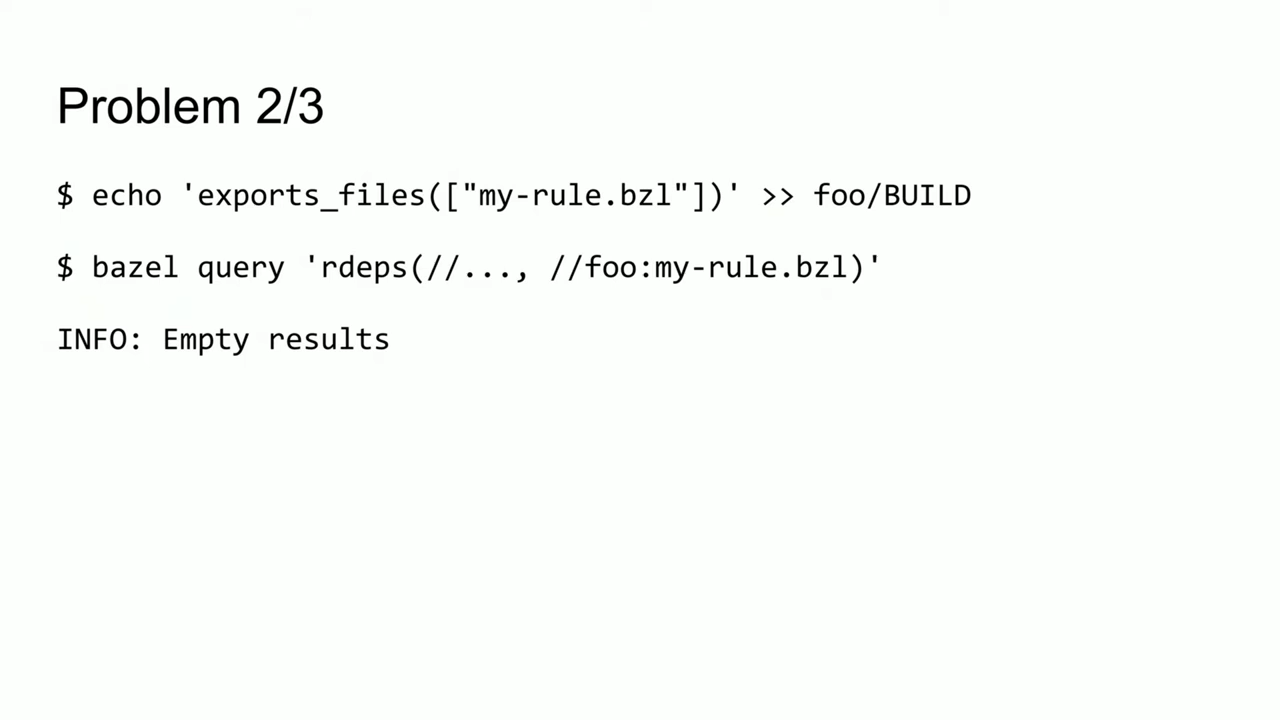 Problem 2/3
$ echo 'exports_files(["my-rule.bzl"])' >> foo/BUILD
$ bazel query 'rdeps(//..., //foo:my-rule.bzl)'
INFO: Empty results